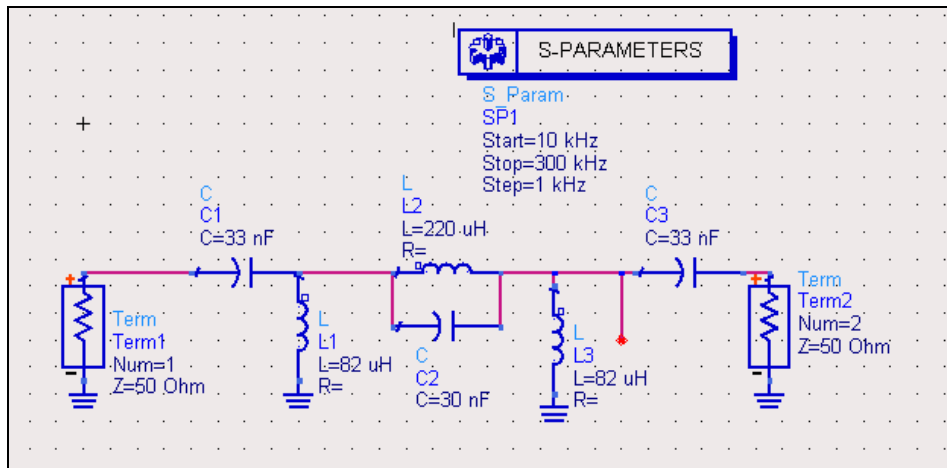 S-PARAMETERS
S_Param
SP1
Start=10 kHz
Stop=300 kHz
Step=1 kHz
C
C1
C=33 nF
L
L2
L=220 uH
R=
C
C3
C=33 nF
+
Term
Term1
Num=1
Z=50 Ohm
-
L
L1
L=82 uH
R=
C
C2
C=30 nF
L
L3
L=82 uH
R=
+
Term
Term2
Num=2
Z=50 Ohm
-